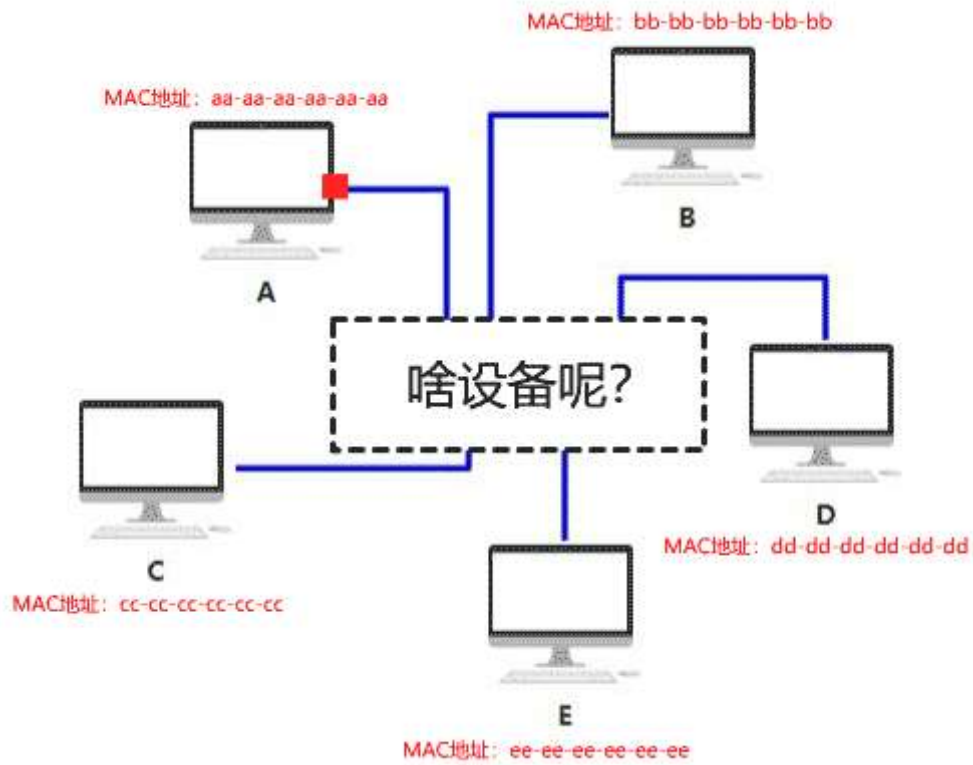 MAC地址：bb-bb-bb-bb-bb-bb
MAC地址：aa-aa-aa-aa-aa-aa
B
A
啥设备呢？
D
MAC地址：dd-dd-dd-dd-dd-dd
C
MAC地址：cc-cc-cc-cc-cc-cc
E
MAC地址：ee-ee-ee-ee-ee-ee